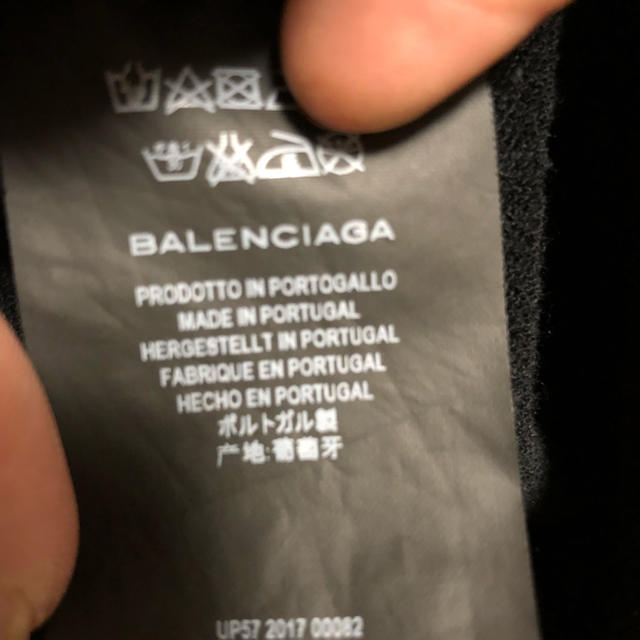 BALENCIAGA
PRODOTTO IN PORTOGALLO
MADE IN PORTUGAL
HERGESTELLT IN PORTUGAL
FABRIQUE EN PORTUGAL
HECHO EN PORTUGAL
ポルトガル製
产地:葡萄牙
UP57 2017 00082